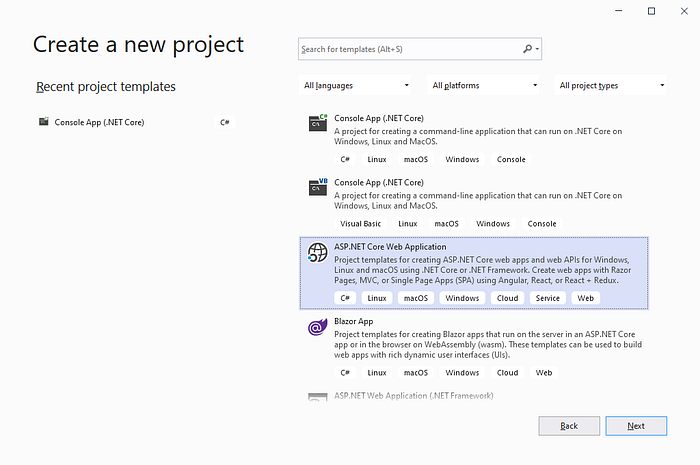 Create a new project
Search for templates (Alt+S)
Recent project templates
All languages
All platforms
All project types
Console App (.NET Core)
C#
C#
Console App (.NET Core)
A project for creating a command-line application that can run on .NET Core on
Windows, Linux and MacOS.
C# Linux macOS Windows Console
VB
Console App (.NET Core)
A project for creating a command-line application that can run on .NET Core on
Windows, Linux and MacOS.
Visual Basic Linux macOS Windows Console
ASP.NET Core Web Application
Project templates for creating ASP.NET Core web apps and web APIs for Windows,
Linux and macOS using .NET Core or .NET Framework. Create web apps with Razor
Pages, MVC, or Single Page Apps (SPA) using Angular, React, or React + Redux.
C# Linux macOS Windows Cloud Service Web
Blazor App
Project templates for creating Blazor apps that run on the server in an ASP.NET Core
app or in the browser on WebAssembly (wasm). These templates can be used to build
web apps with rich dynamic user interfaces (UIs).
C# Linux macOS Windows Cloud Web
ASP.NET Web Application (.NET Framework)
Back
Next